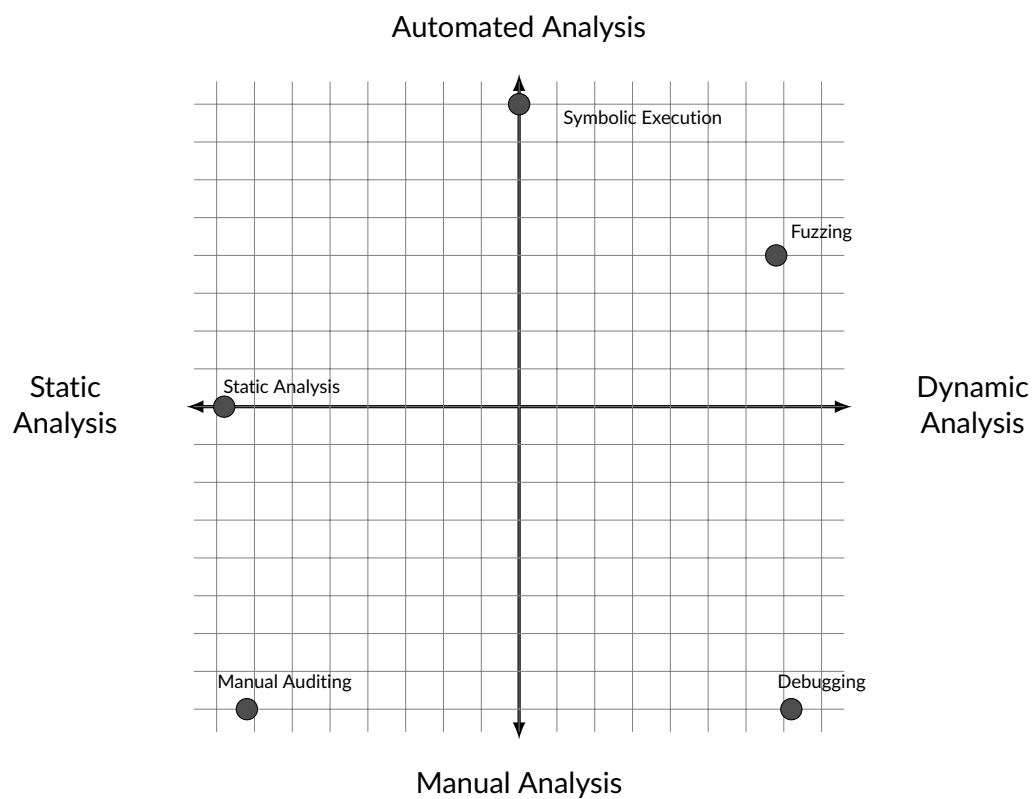 Automated Analysis
Symbolic Execution
Fuzzing
Static
Analysis
Static Analysis
Dynamic
Analysis
Manual Auditing
Debugging
Manual Analysis